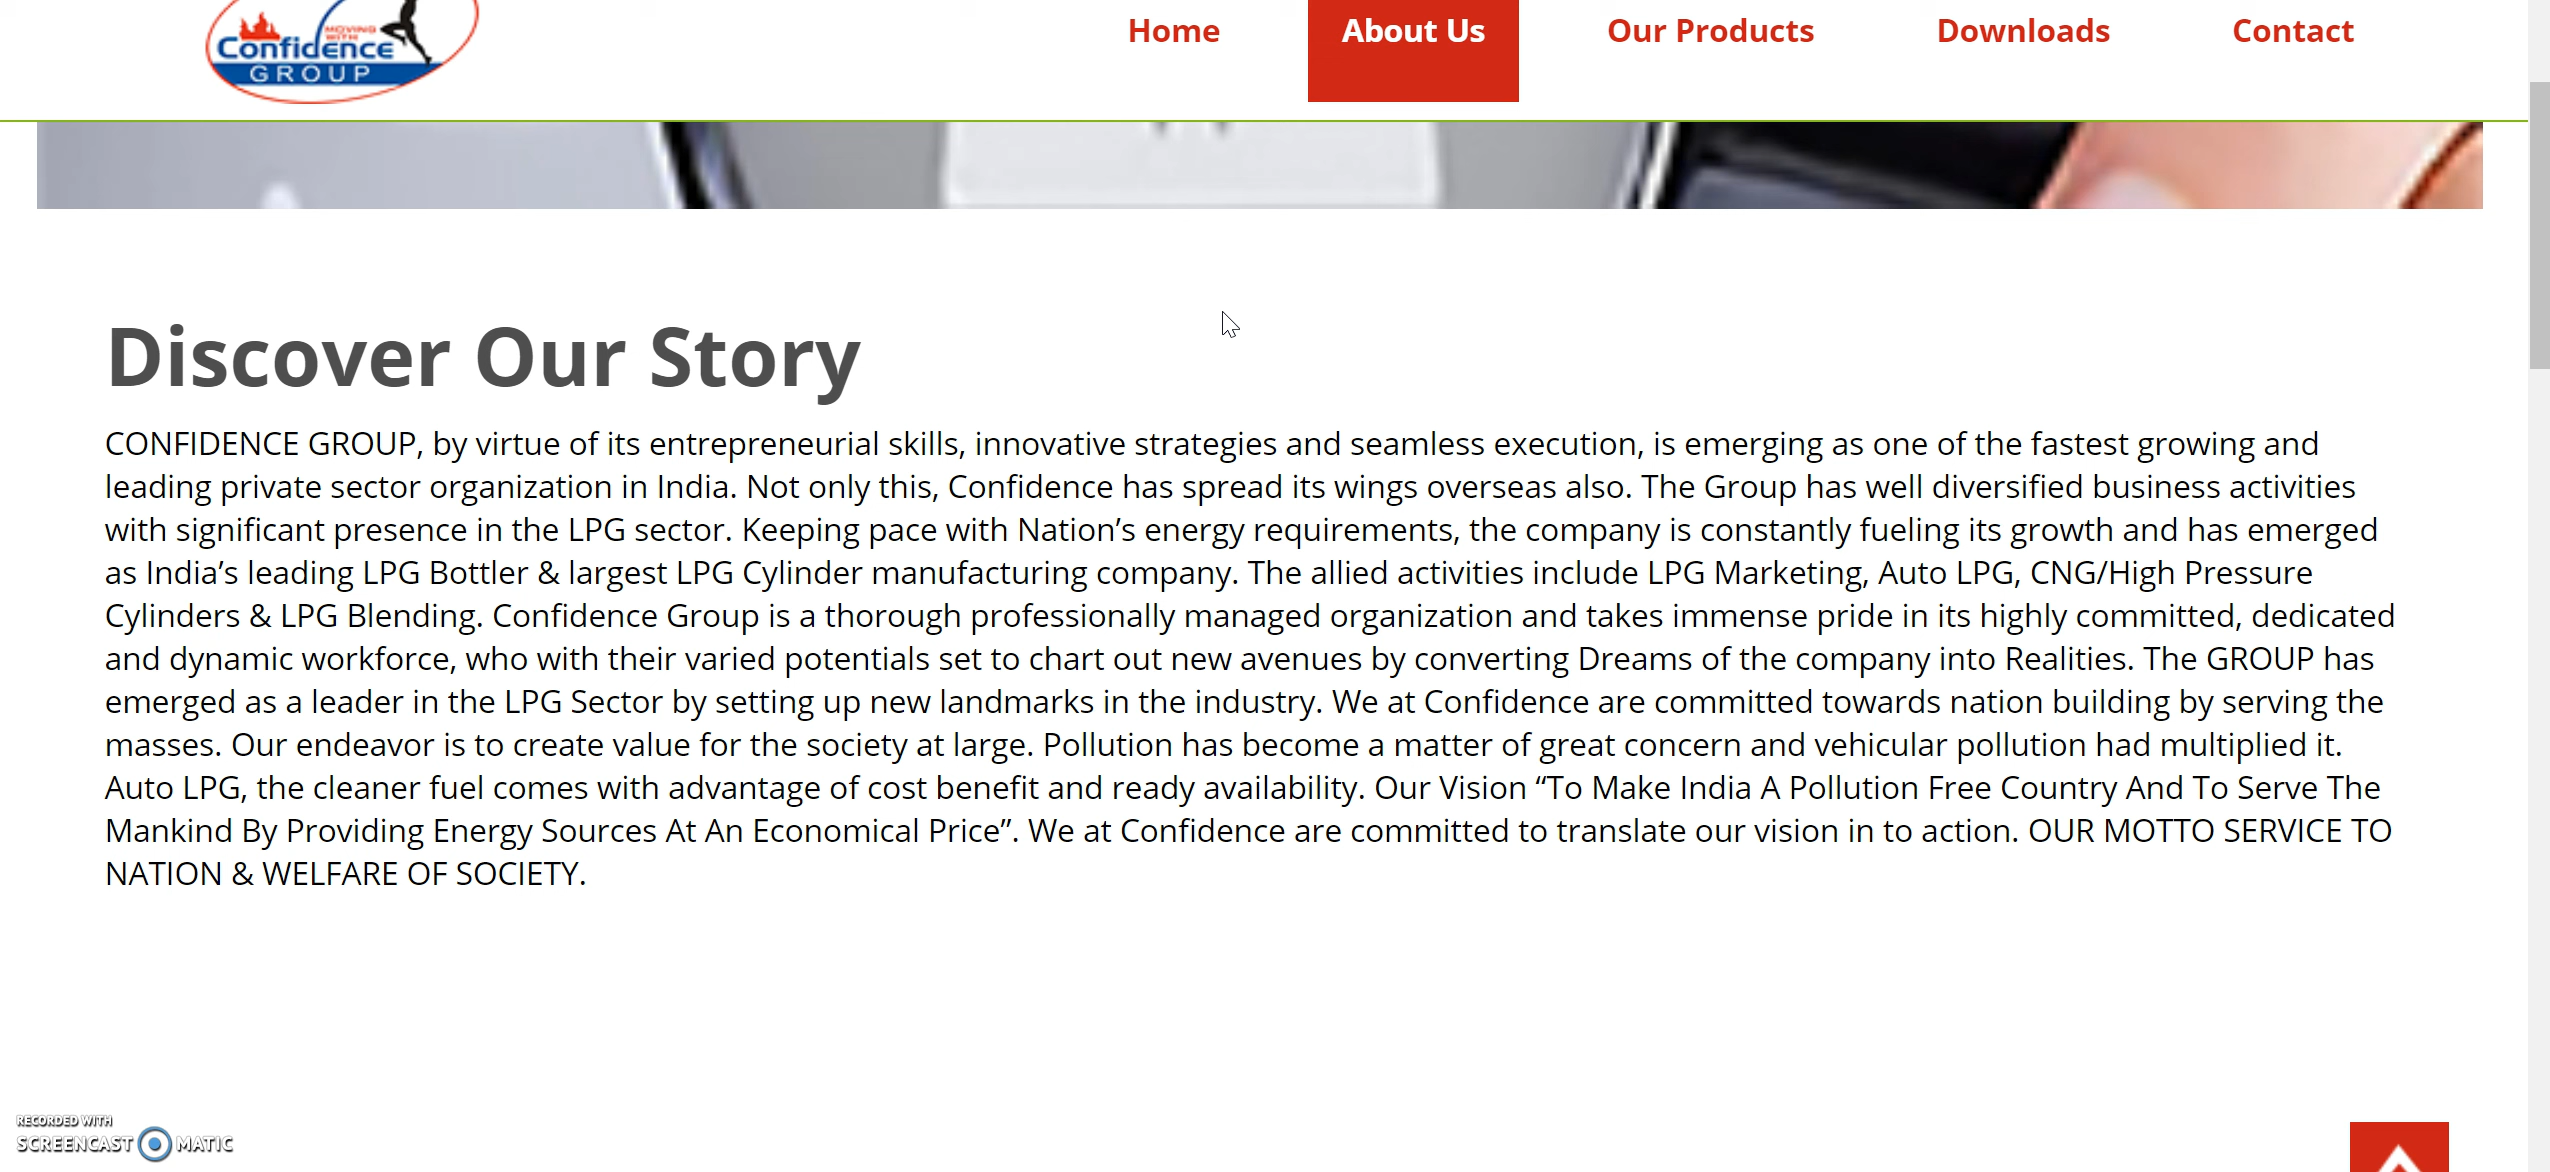 MOVING
WITH
Confidence
GROUP
Home
About Us
Our Products
Downloads
Contact
Discover Our Story
CONFIDENCE GROUP, by virtue of its entrepreneurial skills, innovative strategies and seamless execution, is emerging as one of the fastest growing and
leading private sector organization in India. Not only this, Confidence has spread its wings overseas also. The Group has well diversified business activities
with significant presence in the LPG sector. Keeping pace with Nation’s energy requirements, the company is constantly fueling its growth and has emerged
as India’s leading LPG Bottler & largest LPG Cylinder manufacturing company. The allied activities include LPG Marketing, Auto LPG, CNG/High Pressure
Cylinders & LPG Blending. Confidence Group is a thorough professionally managed organization and takes immense pride in its highly committed, dedicated
and dynamic workforce, who with their varied potentials set to chart out new avenues by converting Dreams of the company into Realities. The GROUP has
emerged as a leader in the LPG Sector by setting up new landmarks in the industry. We at Confidence are committed towards nation building by serving the
masses. Our endeavor is to create value for the society at large. Pollution has become a matter of great concern and vehicular pollution had multiplied it.
Auto LPG, the cleaner fuel comes with advantage of cost benefit and ready availability. Our Vision “To Make India A Pollution Free Country And To Serve The
Mankind By Providing Energy Sources At An Economical Price”. We at Confidence are committed to translate our vision in to action. OUR MOTTO SERVICE TO
NATION & WELFARE OF SOCIETY.
RECORDED WITH
SCREENCAST MATIC